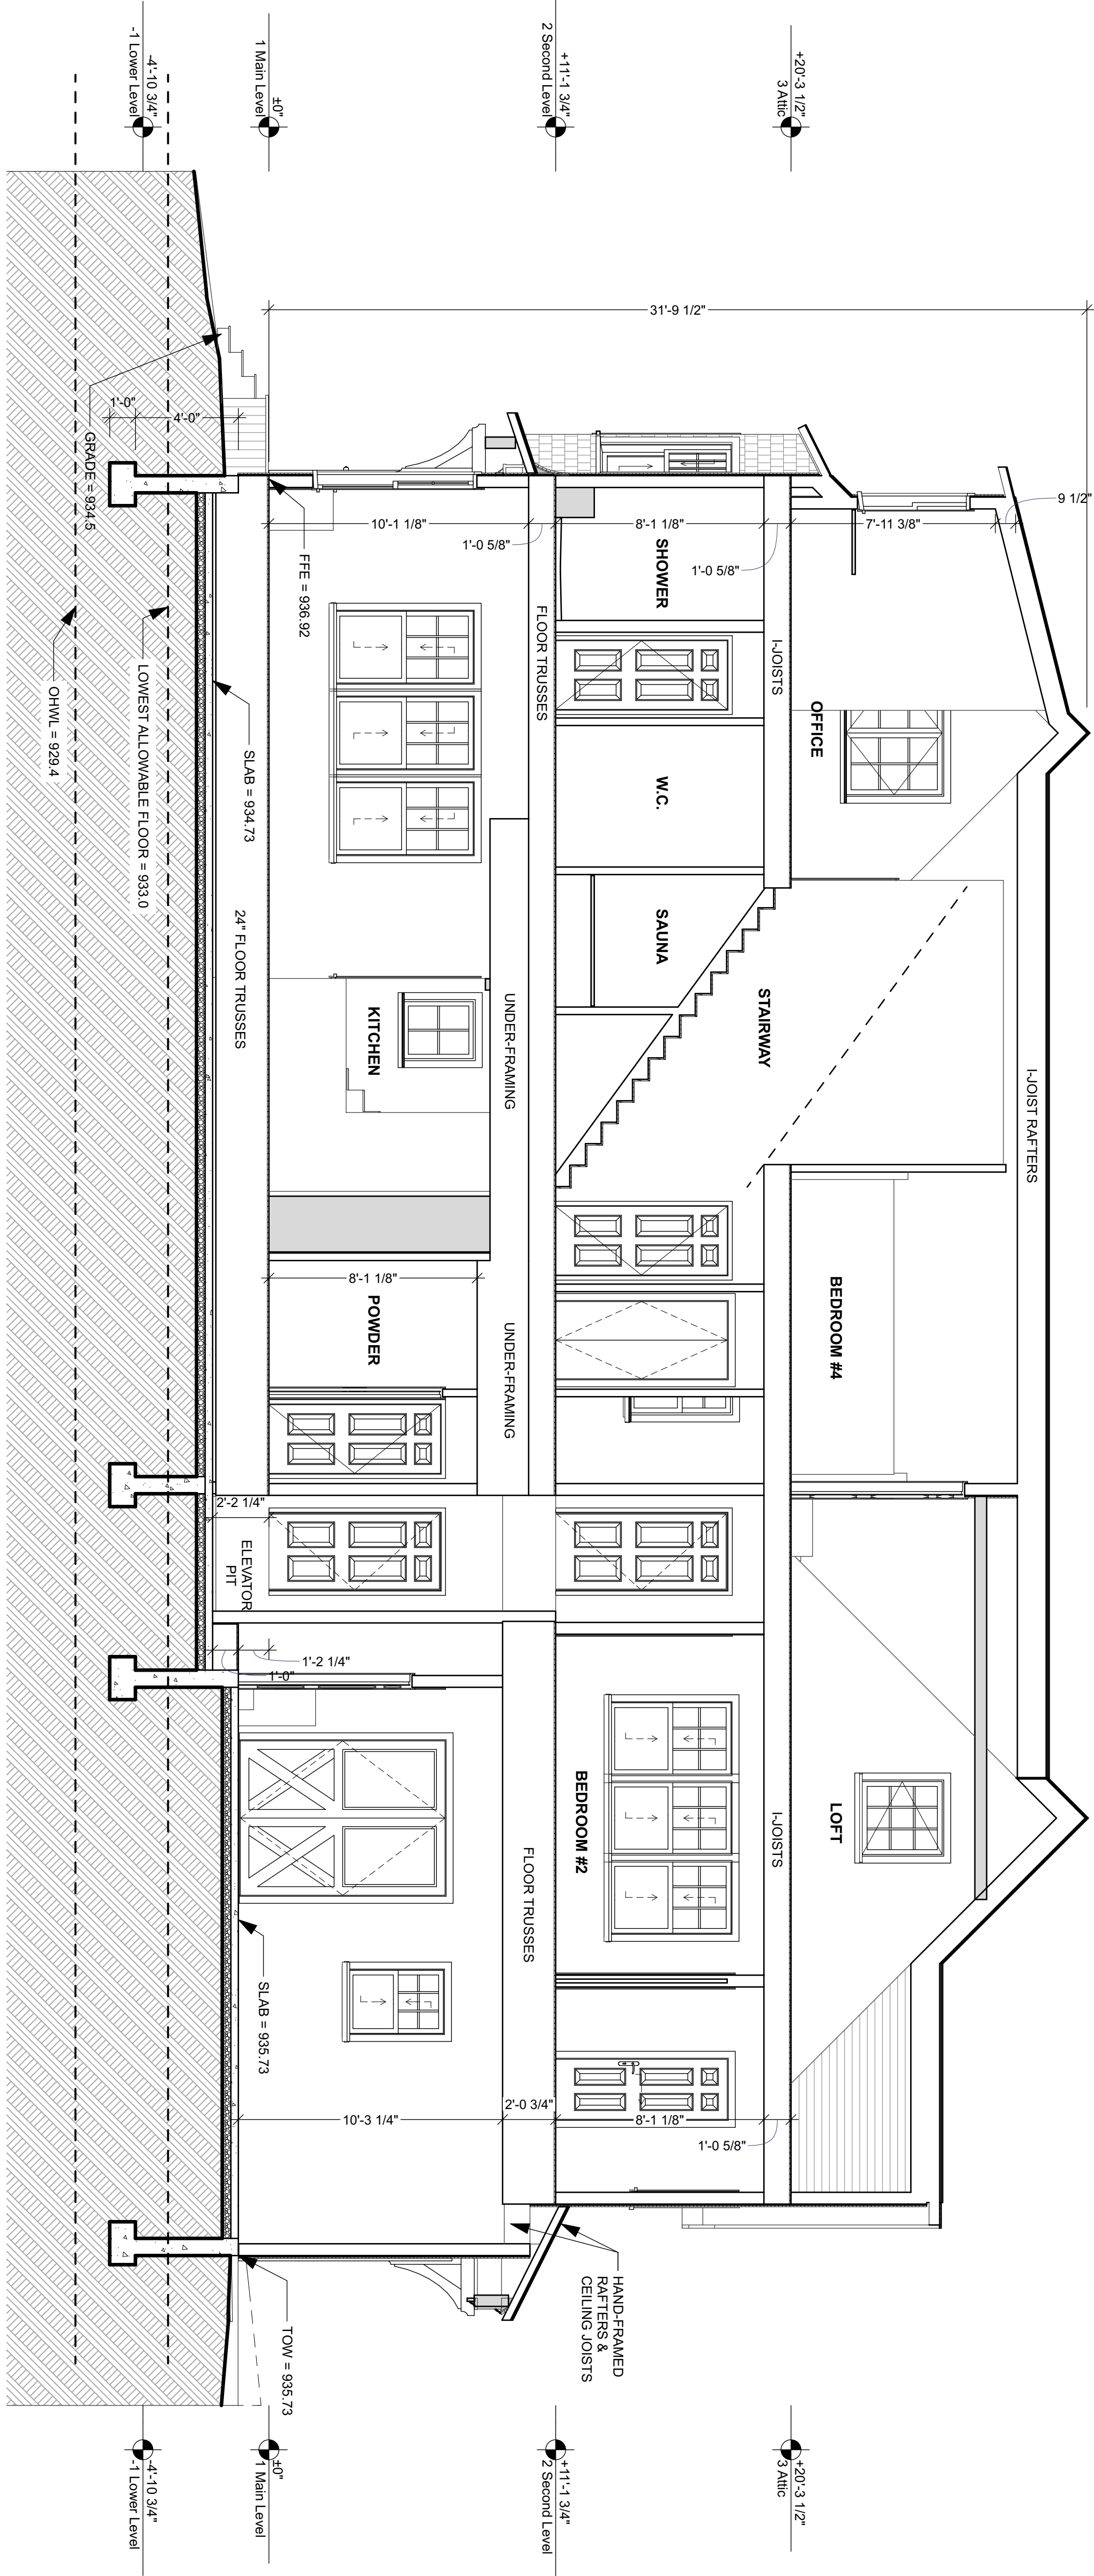 +20'-3 1/2"
3 Attic
+11'-1 3/4"
2 Second Level
±0"
1 Main Level
-4'-10 3/4"
-1 Lower Level
31'-9 1/2"
9 1/2"
7'-11 3/8"
1'-0 5/8"
8'-1 1/8"
1'-0 5/8"
10'-1 1/8"
1'-0"
4'-0"
GRADE = 934.5
FFE = 936.92
LOWEST ALLOWABLE FLOOR = 933.0
OHWL = 929.4
SLAB = 934.73
24" FLOOR TRUSSES
SHOWER
FLOOR TRUSSES
I-JOISTS
OFFICE
W.C.
SAUNA
STAIRWAY
I-JOIST RAFTERS
KITCHEN
UNDER-FRAMING
BEDROOM #4
8'-1 1/8"
POWDER
UNDER-FRAMING
2'-2 1/4"
ELEVATOR
PIT
1'-2 1/4"
1'-0"
BEDROOM #2
LOFT
I-JOISTS
FLOOR TRUSSES
SLAB = 935.73
10'-3 1/4"
2'-0 3/4"
8'-1 1/8"
1'-0 5/8"
HAND-FRAMED
RAFTERS &
CEILING JOISTS
TOW = 935.73
+20'-3 1/2"
3 Attic
+11'-1 3/4"
2 Second Level
±0"
1 Main Level
-4'-10 3/4"
-1 Lower Level